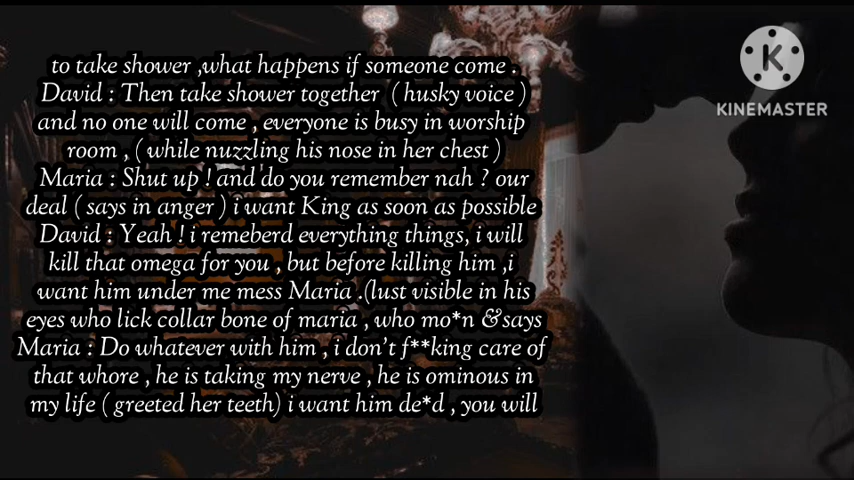 to take shower ,what happens if someone come .
David : Then take shower together ( husky voice )
and no one will come , everyone is busy in worship
room , ( while nuzzling his nose in her chest )
Maria : Shut up ! and do you remember nah ? our
deal ( says in anger ) i want King as soon as possible
David : Yeah ! i remeberd everything things, i will
kill that omega for you , but before killing him ,i
want him under me mess Maria .(lust visible in his
eyes who lick collar bone of maria , who mo*n &says
Maria : Do whatever with him , i don't f**king care of
that whore , he is taking my nerve , he is ominous in
my life ( greeted her teeth) i want him de*d , you will
K
KINEMASTER